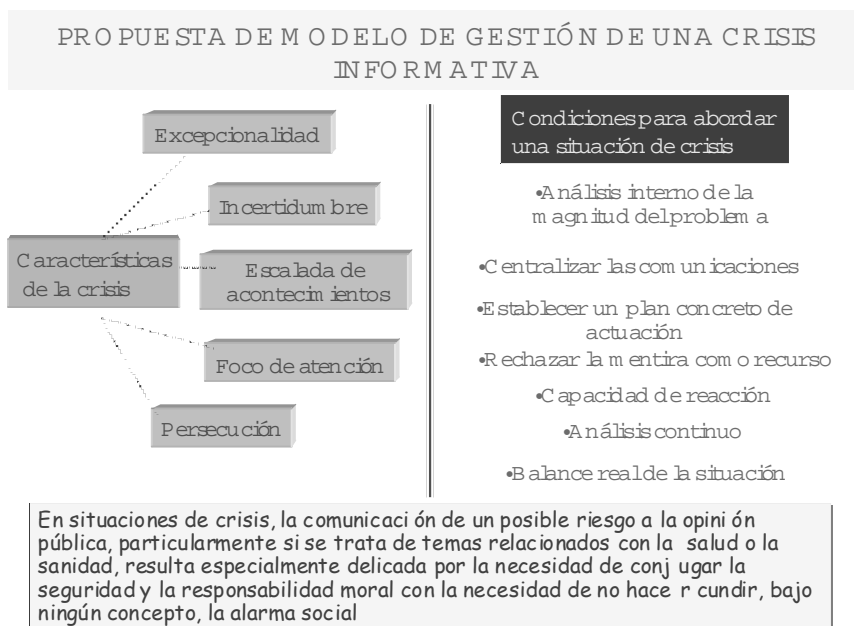 PROPUESTA DE MODELO DE GESTIÓN DE UNA CRISIS
INFORMATIVA
Excepcionalidad
Incertidumbre
Características
de la crisis
Escalada de
acontecimientos
Foco de atención
Persecución
Condiciones para abordar
una situación de crisis
•Análisis interno de la
magnitud del problema
•Centralizar las comunicaciones
•Establecer un plan concreto de
actuación
•Rechazar la mentira como recurso
•Capacidad de reacción
•Análisis continuo
•Balance real de la situación
En situaciones de crisis, la comunicación de un posible riesgo a la opinión
pública, particularmente si se trata de temas relacionados con la salud o la
sanidad, resulta especialmente delicada por la necesidad de conjugar la
seguridad y la responsabilidad moral con la necesidad de no hacer cundir, bajo
ningún concepto, la alarma social